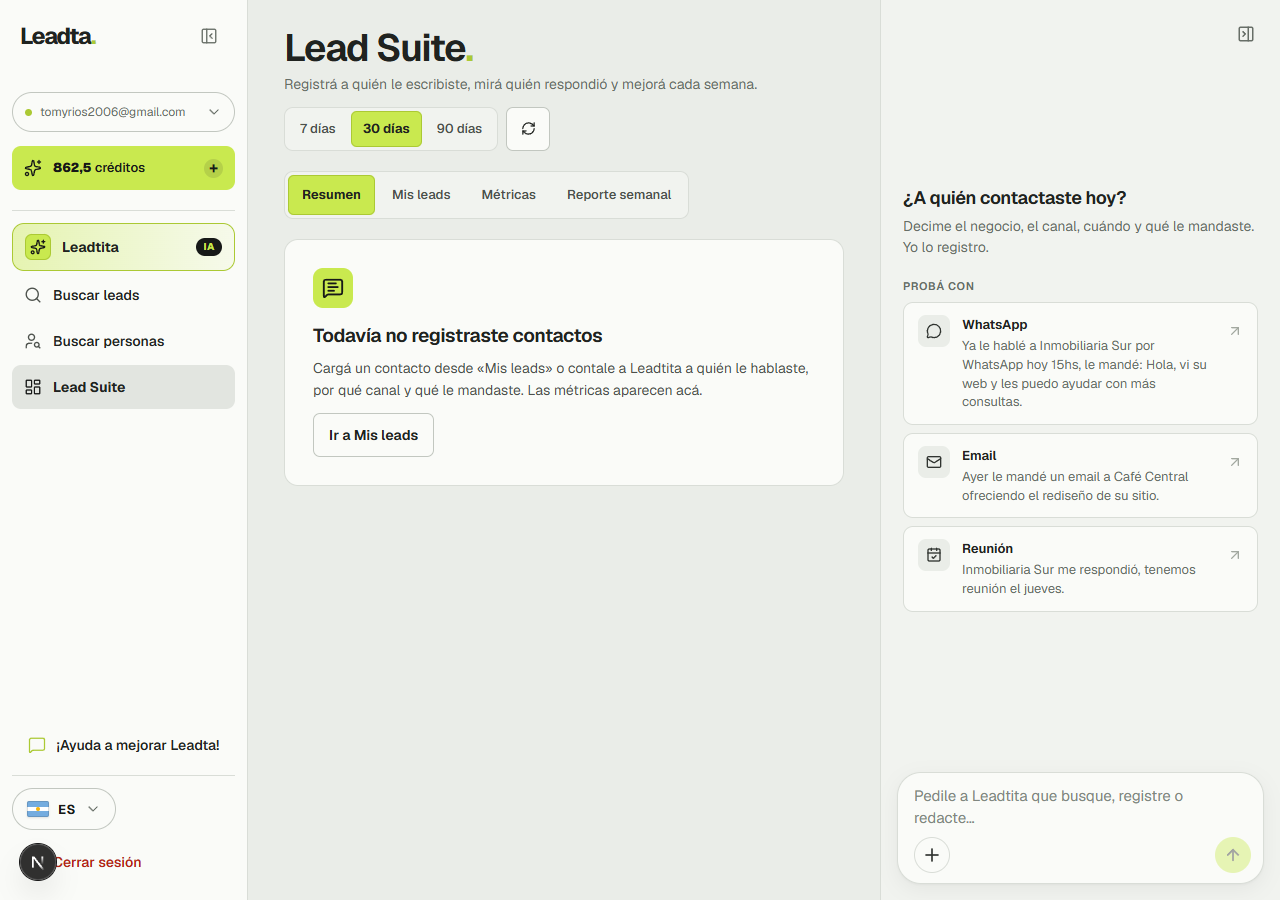 Leadta.
tomyrios2006@gmail.com
862,5 créditos
Leadtita IA
Buscar leads
Buscar personas
Lead Suite
¡Ayuda a mejorar Leadta!
ES
N
Cerrar sesión
Lead Suite.
Registrá a quién le escribiste, mirá quién respondió y mejorá cada semana.
7 días 30 días 90 días
Resumen Mis leads Métricas Reporte semanal
Todavía no registraste contactos
Cargá un contacto desde «Mis leads» o contale a Leadtita a quién le hablaste,
por qué canal y qué le mandaste. Las métricas aparecen acá.
Ir a Mis leads
¿A quién contactaste hoy?
Decime el negocio, el canal, cuándo y qué le mandaste.
Yo lo registro.
PROBÁ CON
WhatsApp
Ya le hablé a Inmobiliaria Sur por
WhatsApp hoy 15hs, le mandé: Hola, vi su
web y les puedo ayudar con más
consultas.
Email
Ayer le mandé un email a Café Central
ofreciendo el rediseño de su sitio.
Reunión
Inmobiliaria Sur me respondió, tenemos
reunión el jueves.
Pedile a Leadtita que busque, registre o
redacte…